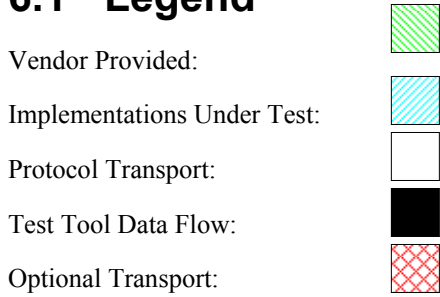 6.1 Legend
Vendor Provided:
Implementations Under Test:
Protocol Transport:
Test Tool Data Flow:
Optional Transport: